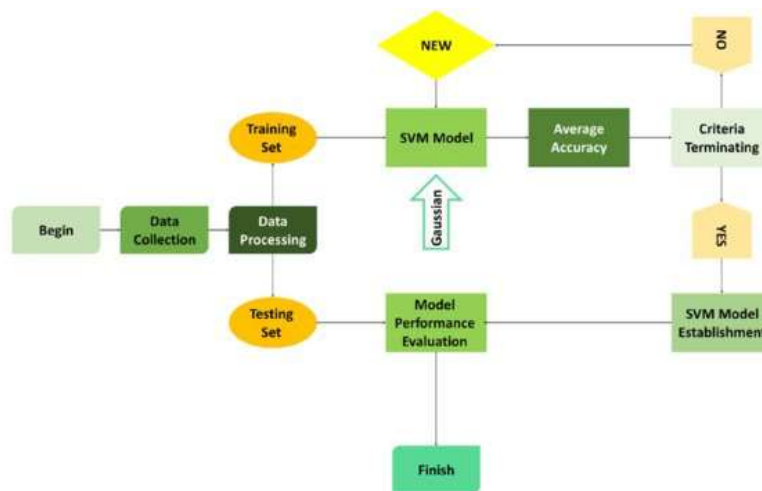 NEW
NO
Training
Set
SVM Model
Average
Accuracy
Criteria
Terminating
Gaussian
Begin
Data
Collection
Data
Processing
YES
Testing
Set
Model
Performance
Evaluation
SVM Model
Establishment
Finish